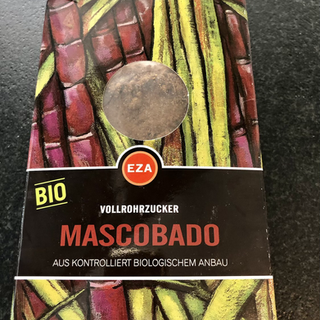 EZA
BIO
VOLLROHRZUCKER
MASCOBADO
AUS KONTROLLIERT BIOLOGISCHEM ANBAU